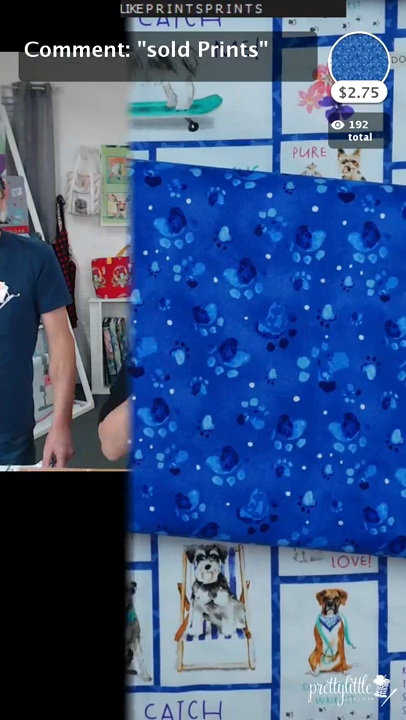 LIKEPRINTSPRINTS
CATCH
Comment: "sold Prints"
$2.75
192
total
PURE
LOVE!
prettylittle
CATCH